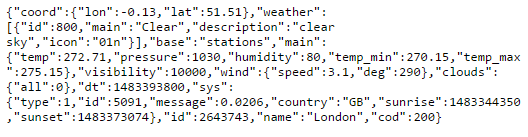 {"coord":{"lon":-0.13,"lat":51.51},"weather":
[{"id":800,"main":"Clear","description":"clear
sky","icon":"01n"}],"base":"stations","main":
{"temp":272.71,"pressure":1030,"humidity":80,"temp_min":270.15,"temp_max
":275.15},"visibility":10000,"wind":{"speed":3.1,"deg":290},"clouds":
{"all":0},"dt":1483393800,"sys":
{"type":1,"id":5091,"message":0.0206,"country":"GB","sunrise":1483344350
,"sunset":1483373074},"id":2643743,"name":"London","cod":200}